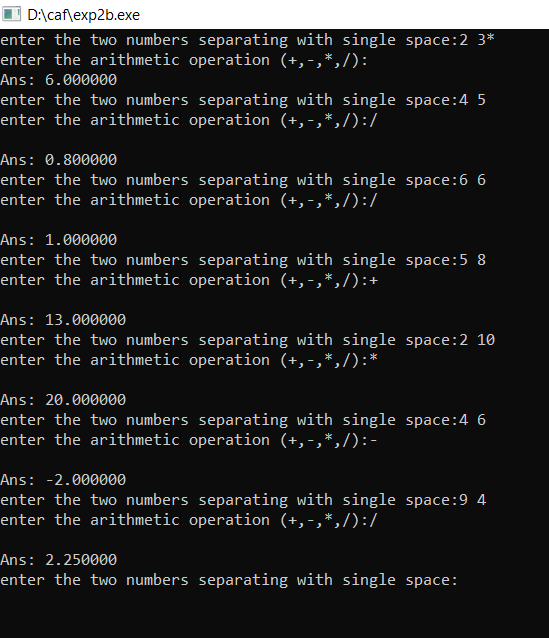 D:\caf\exp2b.exe
enter the two numbers separating with single space:2 3*
enter the arithmetic operation (+,-,*,/):
Ans: 6.000000
enter the two numbers separating with single space:4 5
enter the arithmetic operation (+,-,*,/):/
Ans: 0.800000
enter the two numbers separating with single space:6 6
enter the arithmetic operation (+,-,*,/):/
Ans: 1.000000
enter the two numbers separating with single space:5 8
enter the arithmetic operation (+,-,*,/):+
Ans: 13.000000
enter the two numbers separating with single space:2 10
enter the arithmetic operation (+,-,*,/):*
Ans: 20.000000
enter the two numbers separating with single space:4 6
enter the arithmetic operation (+,-,*,/):-
Ans: -2.000000
enter the two numbers separating with single space:9 4
enter the arithmetic operation (+,-,*,/):/
Ans: 2.250000
enter the two numbers separating with single space: